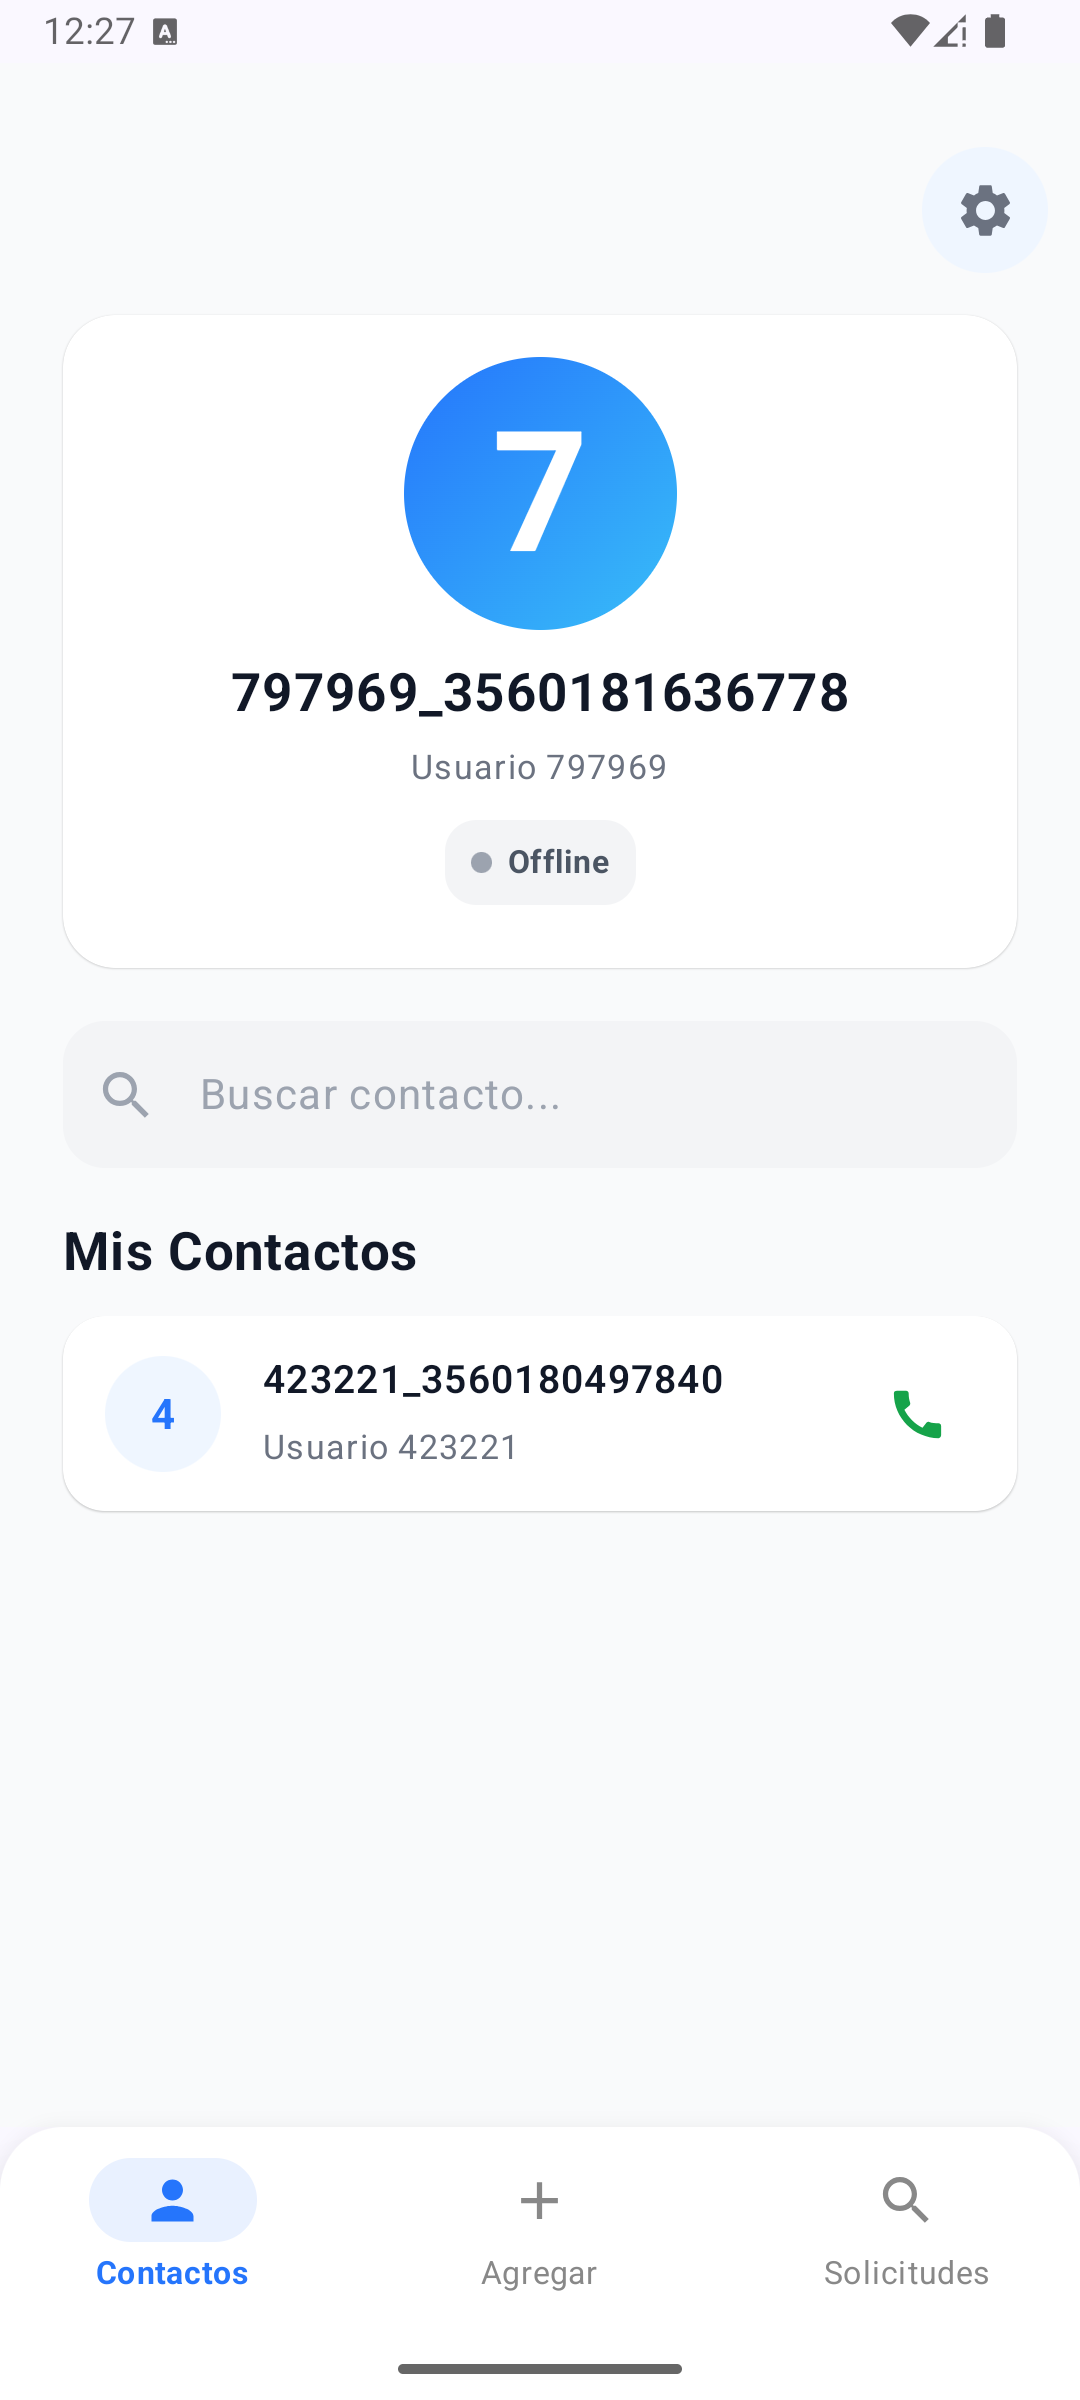 12:27
7
797969_3560181636778
Usuario 797969
Offline
Buscar contacto...
Mis Contactos
4
423221_3560180497840
Usuario 423221
Contactos
Agregar
Solicitudes